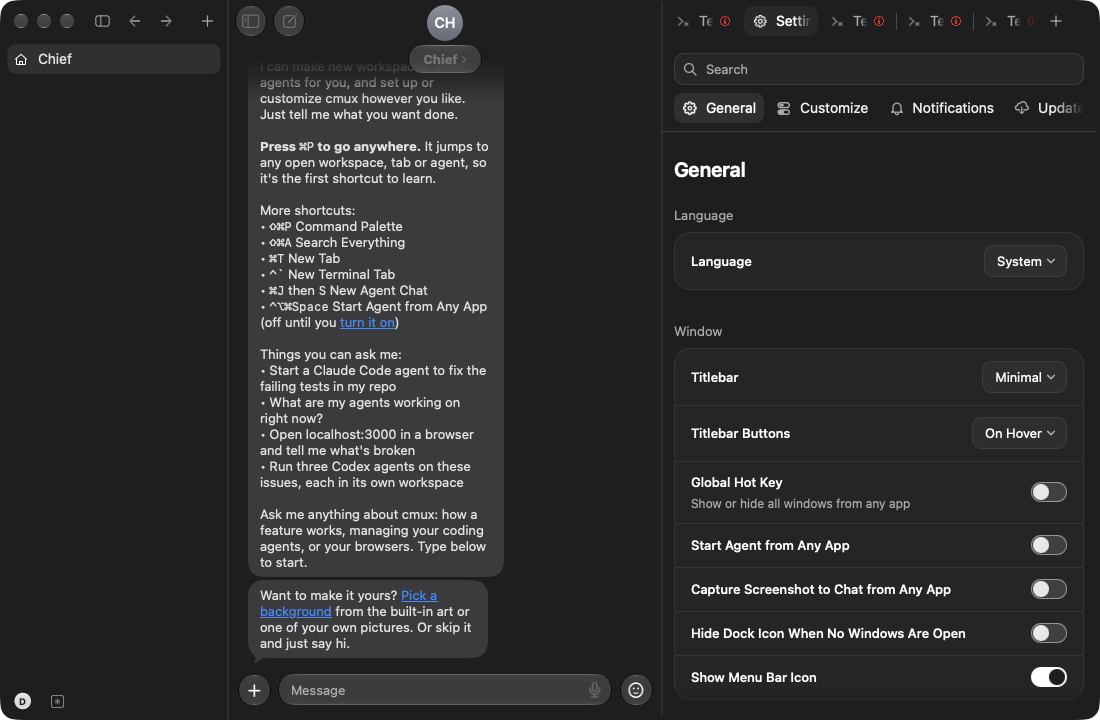 CH
Chief ›
Chief
I can make new workspac
agents for you, and set up or
customize cmux however you like.
Just tell me what you want done.
Press ⌘P to go anywhere. It jumps to
any open workspace, tab or agent, so
it's the first shortcut to learn.
More shortcuts:
• ⇧⌘P Command Palette
• ⇧⌘A Search Everything
• ⌘T New Tab
• ^` New Terminal Tab
• ⌘J then S New Agent Chat
• ^⌥⌘Space Start Agent from Any App
(off until you turn it on)
Things you can ask me:
• Start a Claude Code agent to fix the
failing tests in my repo
• What are my agents working on
right now?
• Open localhost:3000 in a browser
and tell me what's broken
• Run three Codex agents on these
issues, each in its own workspace
Ask me anything about cmux: how a
feature works, managing your coding
agents, or your browsers. Type below
to start.
Want to make it yours? Pick a
background from the built-in art or
one of your own pictures. Or skip it
and just say hi.
Message
D
Te Settin Te Te Te
Search
General Customize Notifications Update
General
Language
Language System
Window
Titlebar Minimal
Titlebar Buttons On Hover
Global Hot Key
Show or hide all windows from any app
Start Agent from Any App
Capture Screenshot to Chat from Any App
Hide Dock Icon When No Windows Are Open
Show Menu Bar Icon